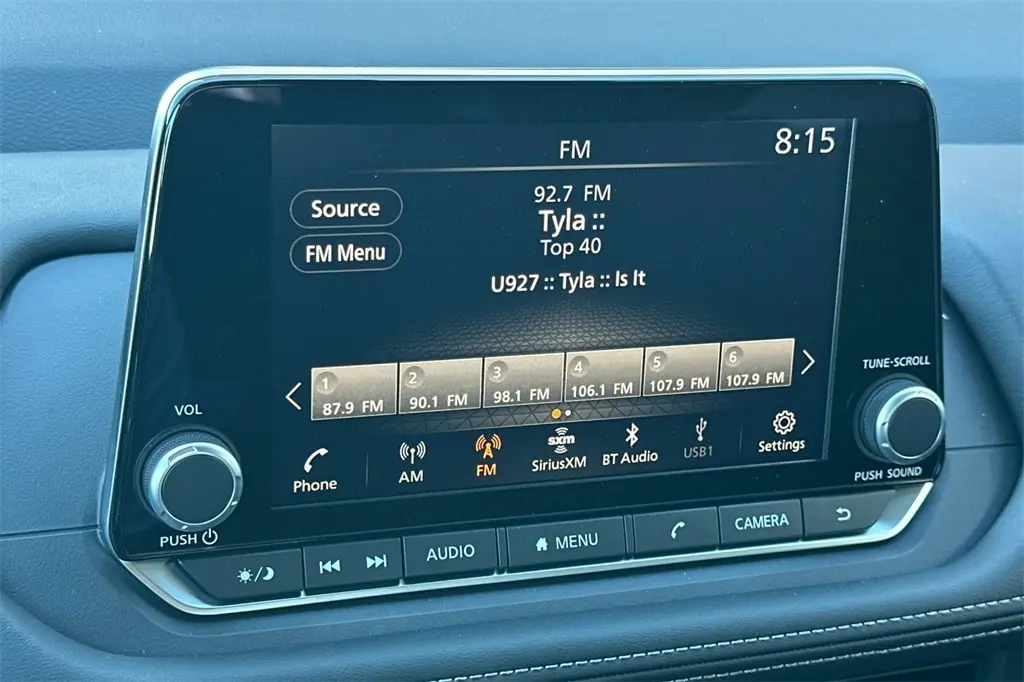 FM
8:15
Source
FM Menu
92.7 FM
Tyla ::
Top 40
U927 :: Tyla :: Is It
1
87.9 FM
2
90.1 FM
3
98.1 FM
4
106.1 FM
5
107.9 FM
6
107.9 FM
Phone
AM
FM
sxm
SiriusXM
BT Audio
USB1
Settings
VOL
PUSH
TUNE·SCROLL
PUSH SOUND
AUDIO
MENU
CAMERA